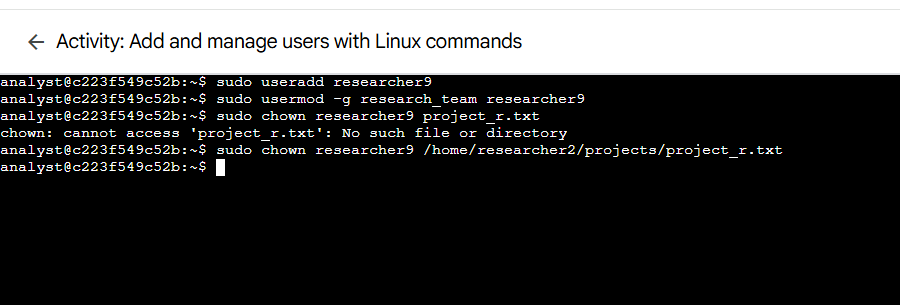 ← Activity: Add and manage users with Linux commands
analyst@c223f549c52b:~$ sudo useradd researcher9
analyst@c223f549c52b:~$ sudo usermod -g research_team researcher9
analyst@c223f549c52b:~$ sudo chown researcher9 project_r.txt
chown: cannot access 'project_r.txt': No such file or directory
analyst@c223f549c52b:~$ sudo chown researcher9 /home/researcher2/projects/project_r.txt
analyst@c223f549c52b:~$